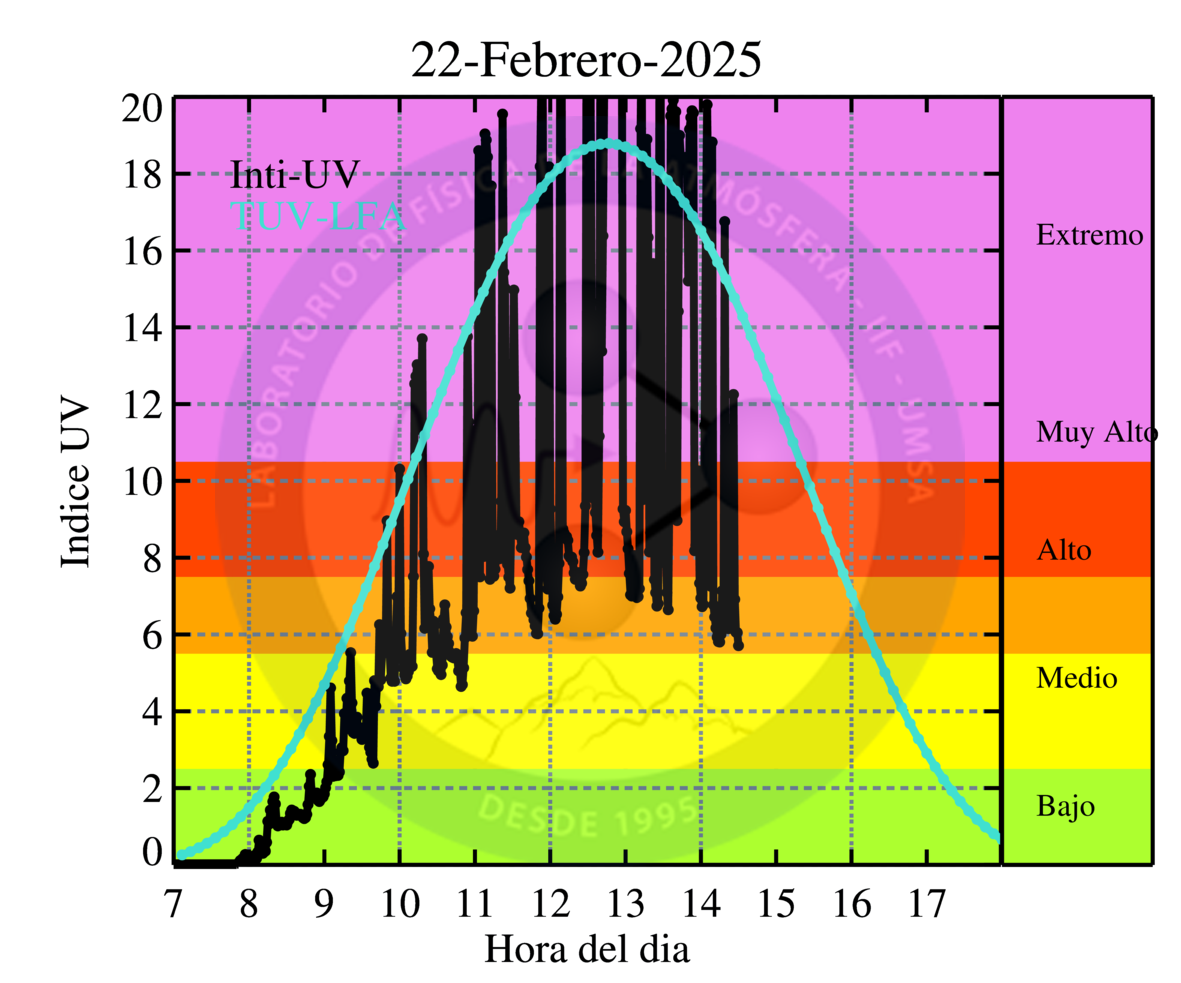 22-Febrero-2025
Indice UV
20
18
16
14
12
10
8
6
4
2
0
Inti-UV
TUV-LFA
LABORATORIO DE FÍSICA DE LA ATMÓSFERA - IIF - UMSA
DESDE 1995
Extremo
Muy Alto
Alto
Medio
Bajo
7 8 9 10 11 12 13 14 15 16 17
Hora del dia